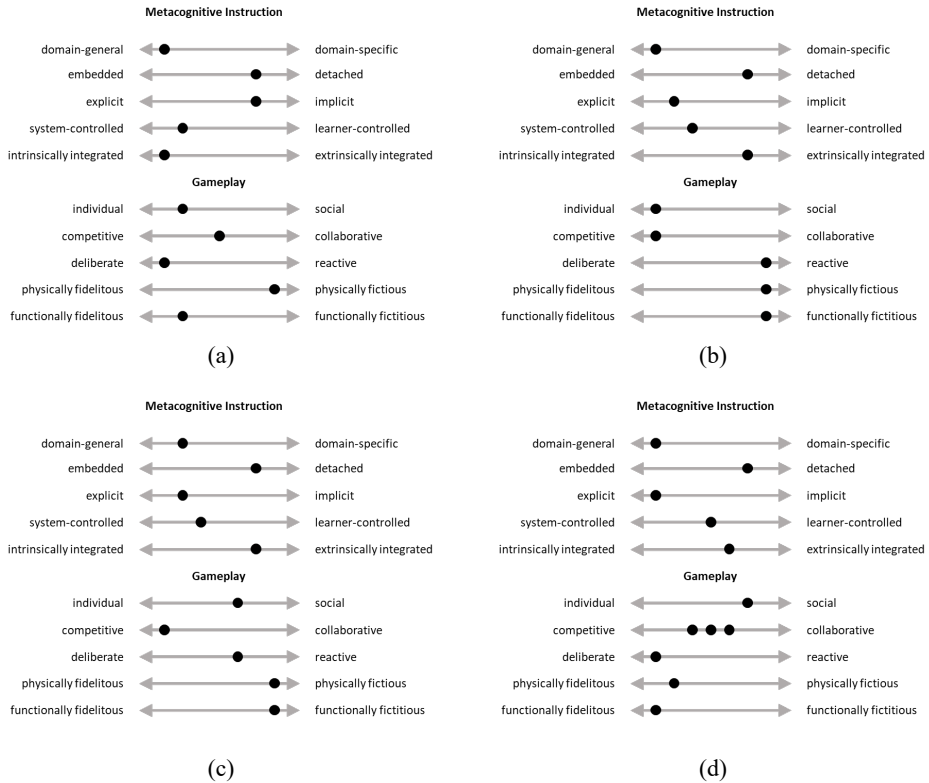 Metacognitive Instruction
domain-general domain-specific
embedded detached
explicit implicit
system-controlled learner-controlled
intrinsically integrated extrinsically integrated
Gameplay
individual social
competitive collaborative
deliberate reactive
physically fidelitous physically fictious
functionally fidelitous functionally fictitious
(a)
Metacognitive Instruction
domain-general domain-specific
embedded detached
explicit implicit
system-controlled learner-controlled
intrinsically integrated extrinsically integrated
Gameplay
individual social
competitive collaborative
deliberate reactive
physically fidelitous physically fictious
functionally fidelitous functionally fictitious
(b)
Metacognitive Instruction
domain-general domain-specific
embedded detached
explicit implicit
system-controlled learner-controlled
intrinsically integrated extrinsically integrated
Gameplay
individual social
competitive collaborative
deliberate reactive
physically fidelitous physically fictious
functionally fidelitous functionally fictitious
(c)
Metacognitive Instruction
domain-general domain-specific
embedded detached
explicit implicit
system-controlled learner-controlled
intrinsically integrated extrinsically integrated
Gameplay
individual social
competitive collaborative
deliberate reactive
physically fidelitous physically fictious
functionally fidelitous functionally fictitious
(d)